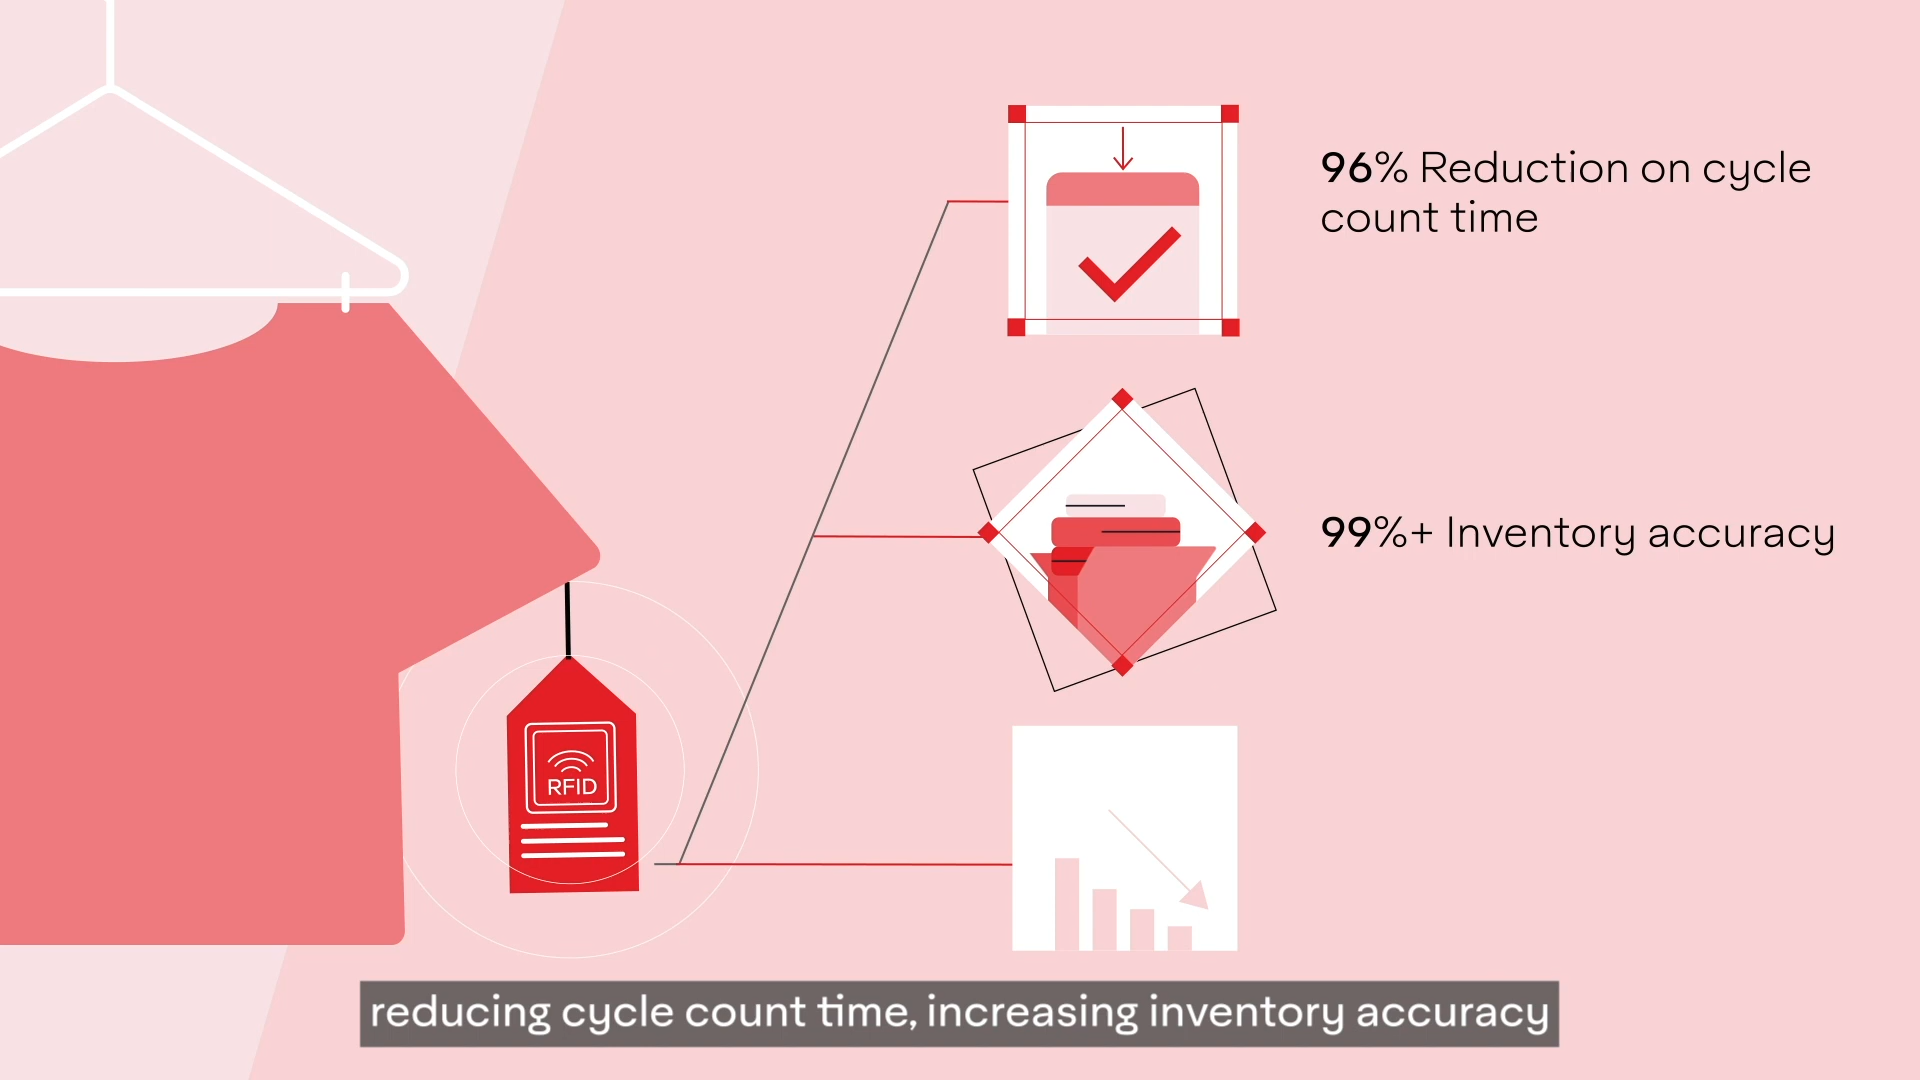 96% Reduction on cycle
count time
99%+ Inventory accuracy
RFID
reducing cycle count time, increasing inventory accuracy